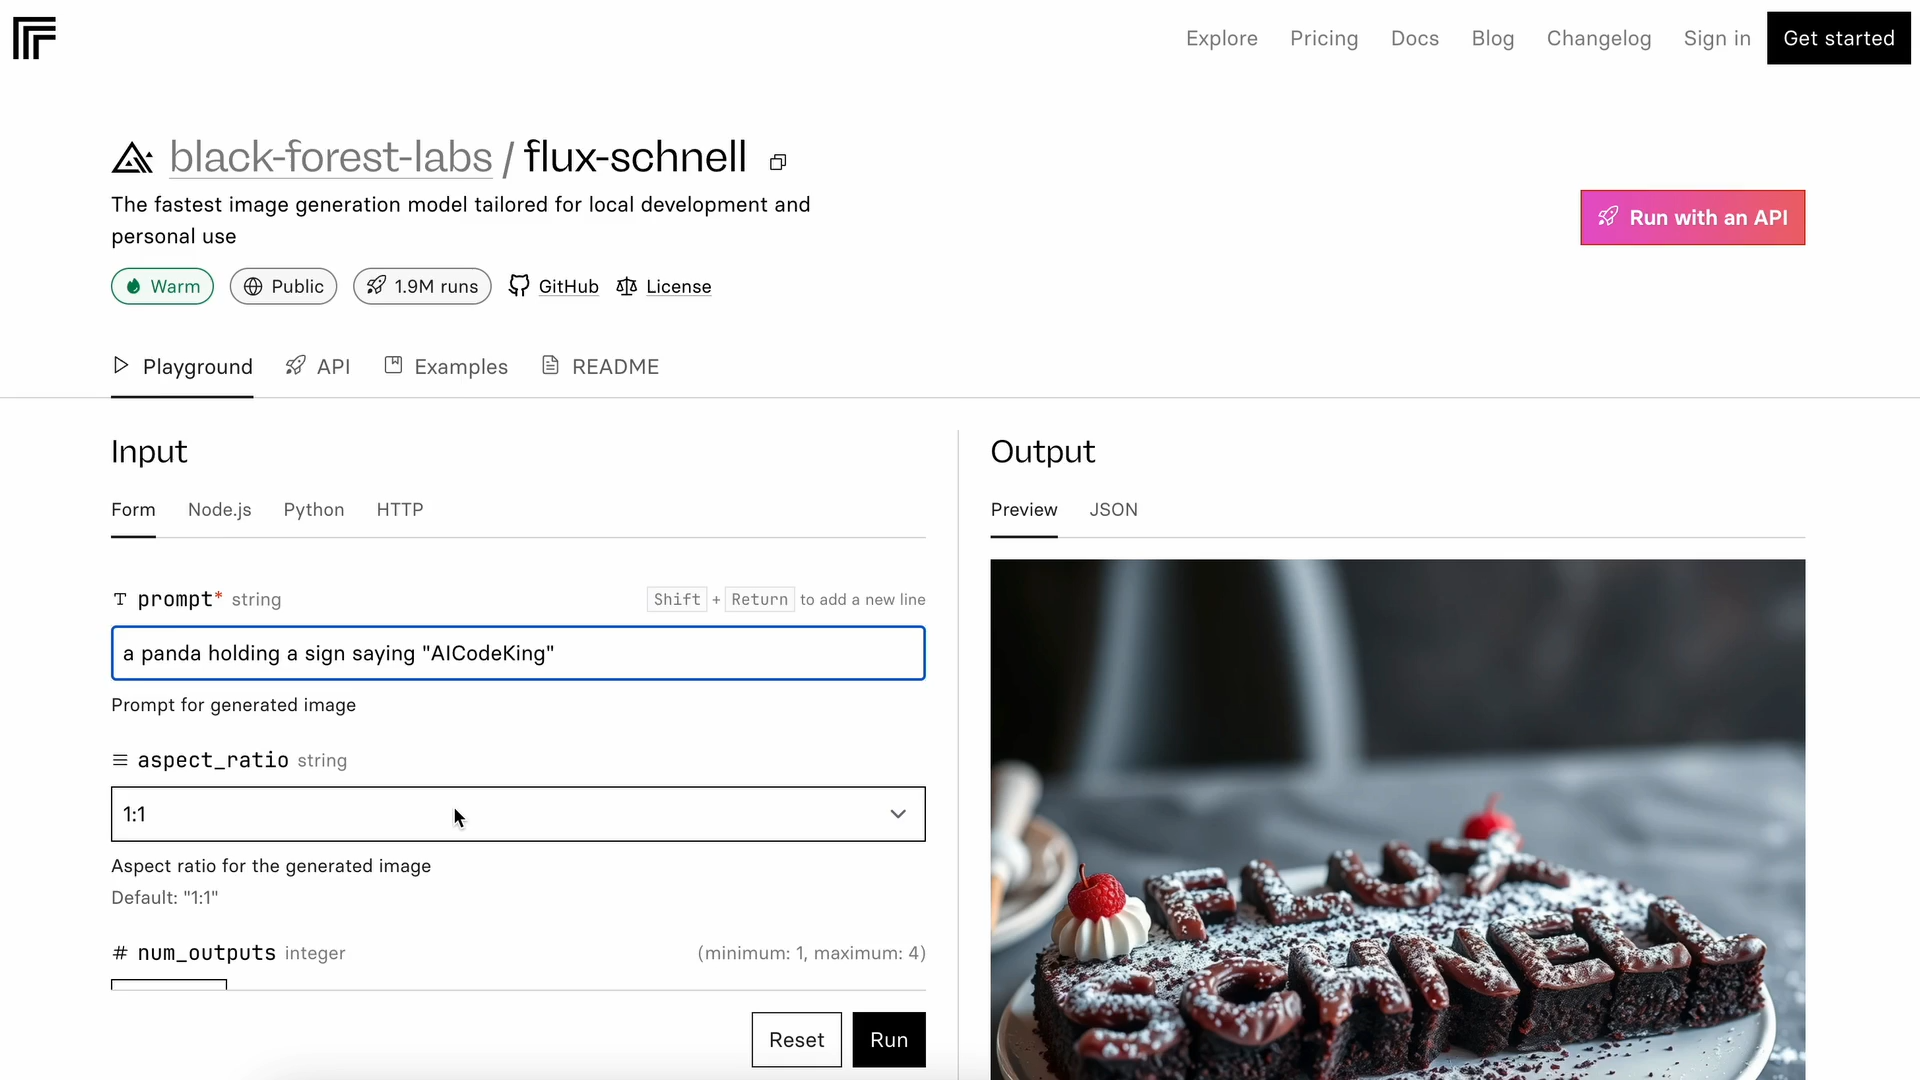 Explore Pricing Docs Blog Changelog Sign in Get started
black-forest-labs / flux-schnell
The fastest image generation model tailored for local development and
personal use
Run with an API
Warm Public 1.9M runs GitHub License
Playground API Examples README
Input
Form Node.js Python HTTP
prompt* string Shift + Return to add a new line
a panda holding a sign saying "AICodeKing"
Prompt for generated image
aspect_ratio string
1:1
Aspect ratio for the generated image
Default: "1:1"
# num_outputs integer (minimum: 1, maximum: 4)
Reset Run
Output
Preview JSON
FLUX
SCHNELL